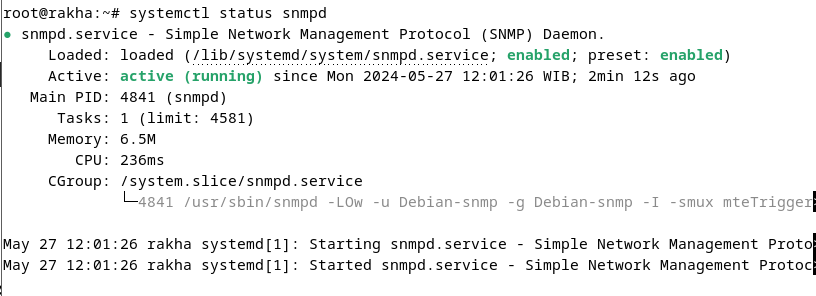 root@rakha:~# systemctl status snmpd
● snmpd.service - Simple Network Management Protocol (SNMP) Daemon.
Loaded: loaded (/lib/systemd/system/snmpd.service; enabled; preset: enabled)
Active: active (running) since Mon 2024-05-27 12:01:26 WIB; 2min 12s ago
Main PID: 4841 (snmpd)
Tasks: 1 (limit: 4581)
Memory: 6.5M
CPU: 236ms
CGroup: /system.slice/snmpd.service
└─4841 /usr/sbin/snmpd -LOw -u Debian-snmp -g Debian-snmp -I -smux mteTrigger>
May 27 12:01:26 rakha systemd[1]: Starting snmpd.service - Simple Network Management Proto>
May 27 12:01:26 rakha systemd[1]: Started snmpd.service - Simple Network Management Protoc>